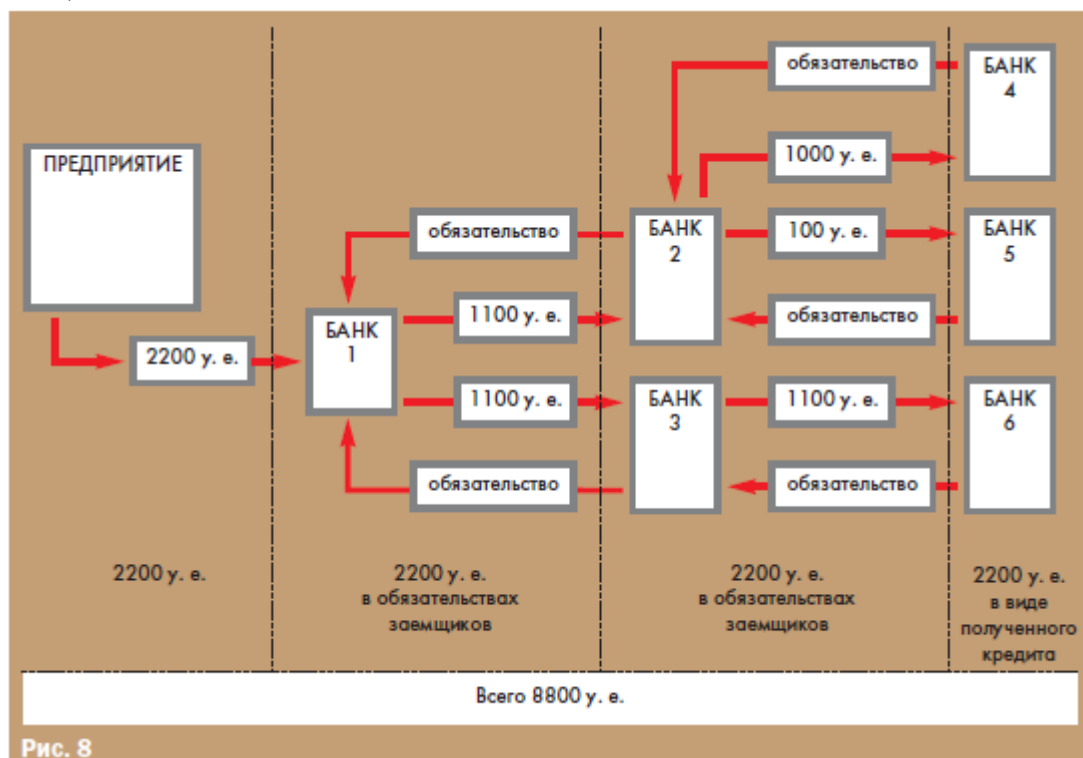 обязательство
БАНК
4
ПРЕДПРИЯТИЕ
1000 у. е.
обязательство
БАНК
2
100 у. е.
БАНК
5
1100 у. е.
обязательство
БАНК
1
2200 у. е.
1100 у. е.
БАНК
3
1100 у. е.
БАНК
6
обязательство
обязательство
2200 у. е.
2200 у. е.
в обязательствах
заемщиков
2200 у. е.
в обязательствах
заемщиков
2200 у. е.
в виде
полученного
кредита
Всего 8800 у. е.
Рис. 8